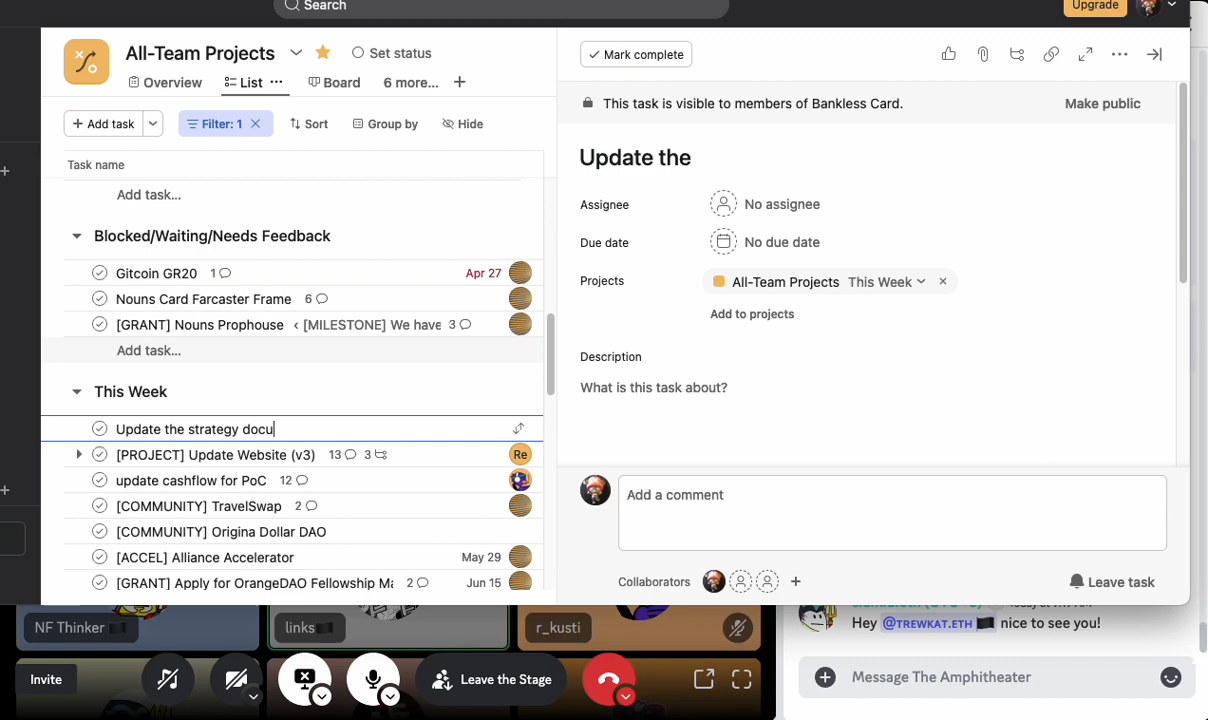 Search
Upgrade
All-Team Projects
Set status
Overview
List
Board
6 more...
+ Add task
Filter: 1
Sort
Group by
Hide
Task name
Add task...
Blocked/Waiting/Needs Feedback
Gitcoin GR20 1
Apr 27
Nouns Card Farcaster Frame 6
[GRANT] Nouns Prophouse ‹ [MILESTONE] We have 3
Add task...
This Week
Update the strategy docu
[PROJECT] Update Website (v3) 13 3
Re
update cashflow for PoC 12
[COMMUNITY] TravelSwap 2
[COMMUNITY] Origina Dollar DAO
[ACCEL] Alliance Accelerator
May 29
[GRANT] Apply for OrangeDAO Fellowship Ma 2
Jun 15
Mark complete
This task is visible to members of Bankless Card.
Make public
Update the
Assignee
No assignee
Due date
No due date
Projects
All-Team Projects This Week
Add to projects
Description
What is this task about?
Add a comment
Collaborators
Leave task
NF Thinker
links
r_kusti
Invite
Leave the Stage
Hey @TREWKAT.ETH nice to see you!
Message The Amphitheater